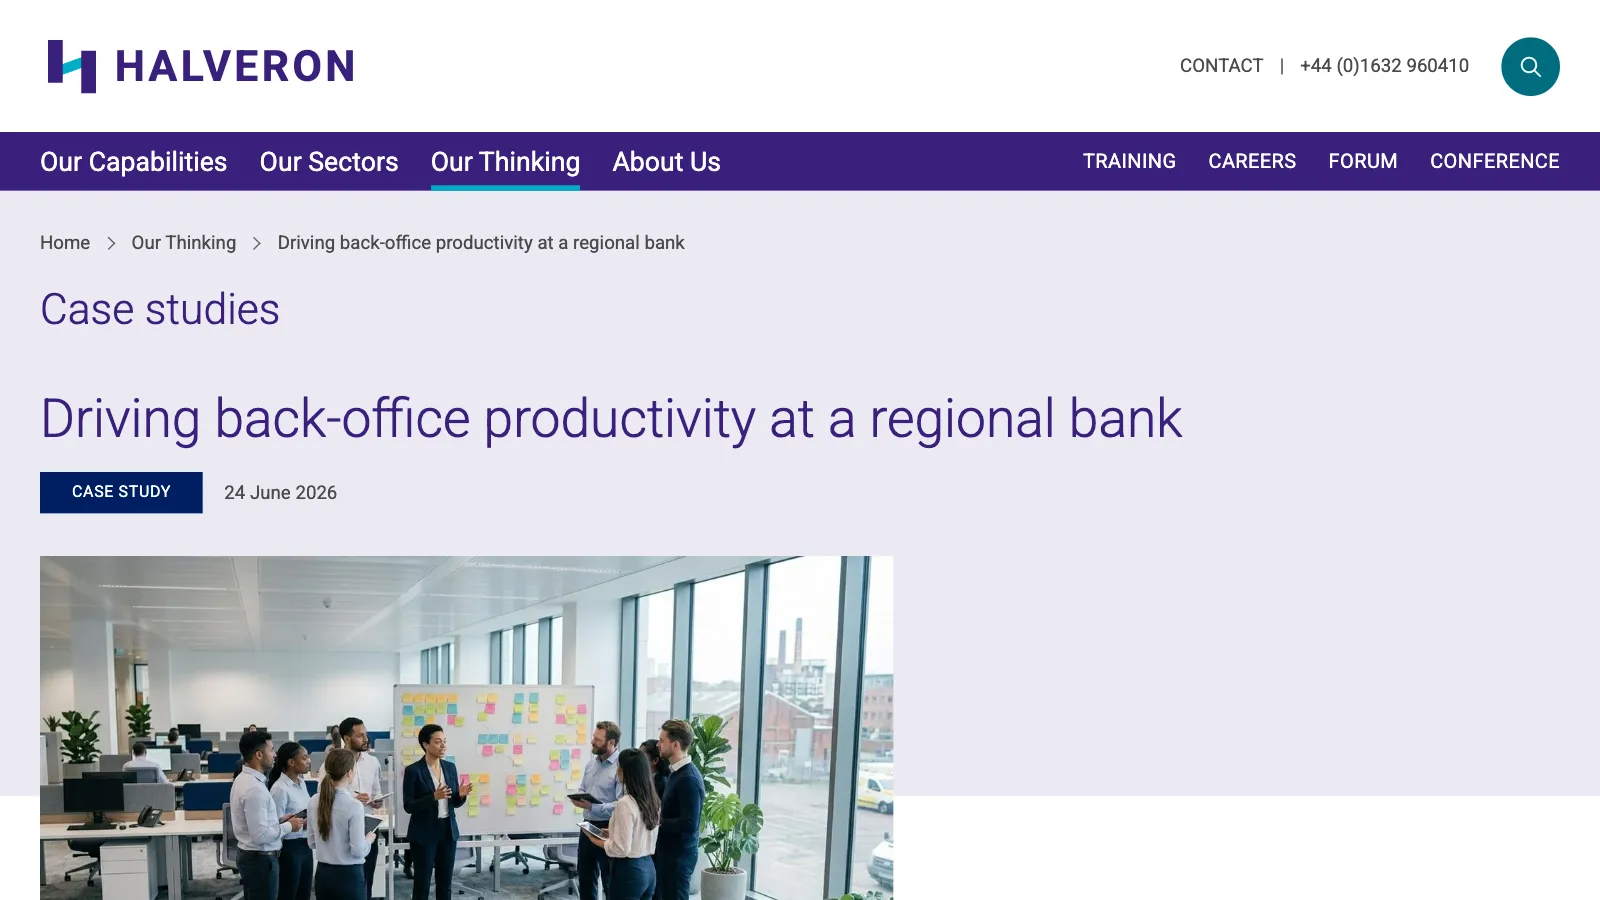 HALVERON
CONTACT | +44 (0)1632 960410
Our Capabilities Our Sectors Our Thinking About Us TRAINING CAREERS FORUM CONFERENCE
Home > Our Thinking > Driving back-office productivity at a regional bank
Case studies
Driving back-office productivity at a regional bank
CASE STUDY 24 June 2026